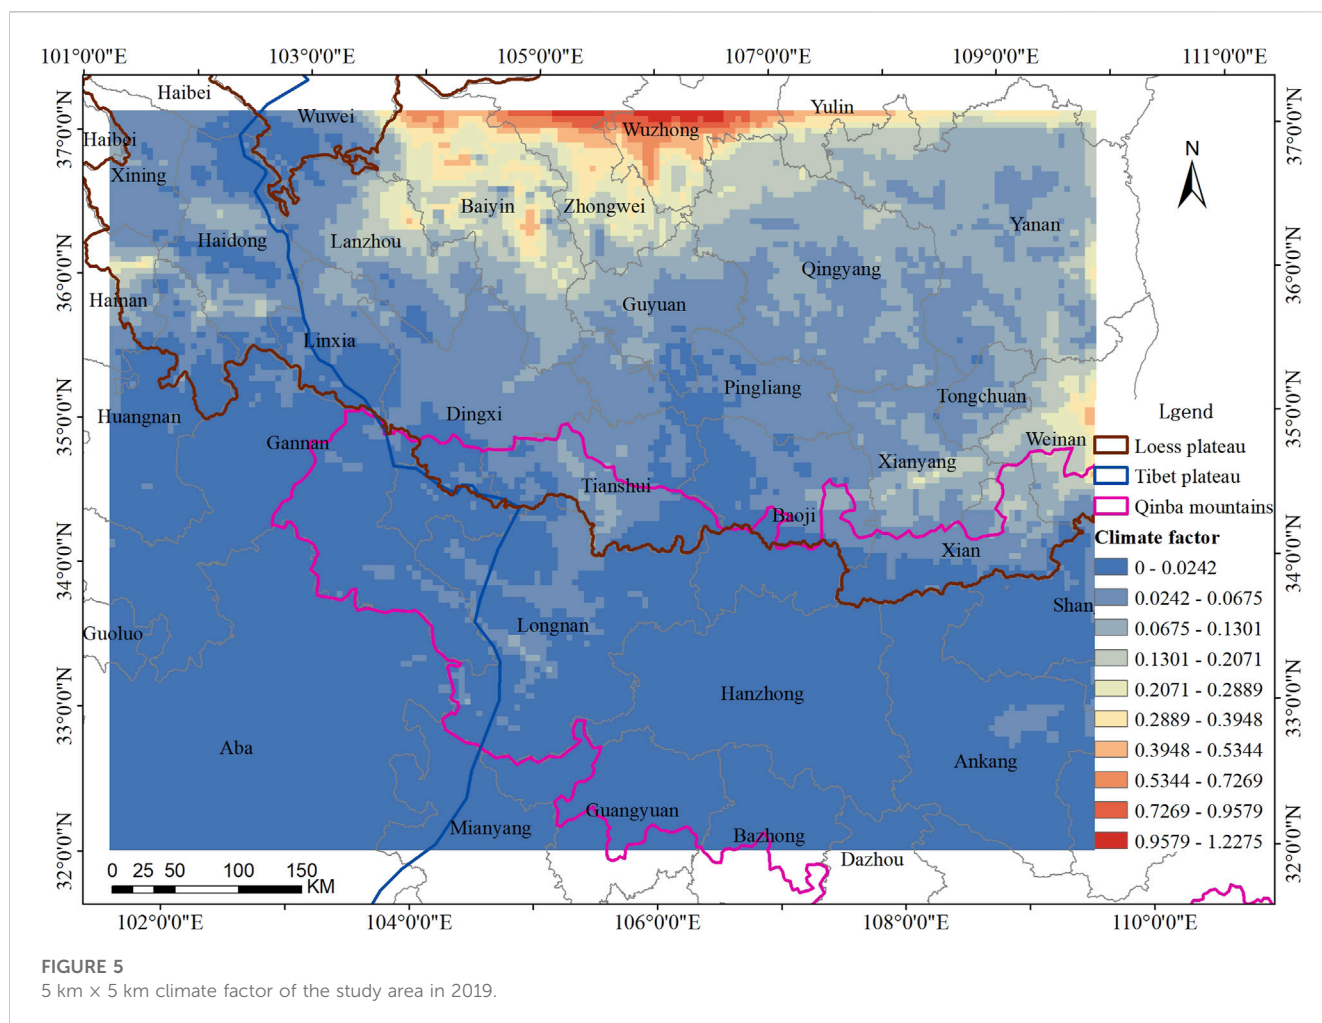 101°0'0"E 103°0'0"E 105°0'0"E 107°0'0"E 109°0'0"E 111°0'0"E
37°0'0"N
36°0'0"N
35°0'0"N
34°0'0"N
33°0'0"N
32°0'0"N
Haibei
Wuwei
Yulin
Wuzhong
Haibei
Xining
Baiyin
Zhongwei
Haidong
Lanzhou
Yanan
Qingyang
Hainan
Guyuan
Linxia
Pingliang
Tongchuan
Huangnan
Dingxi
Gannan
Weinan
Xianyang
Tianshui
Baoji
Xian
Shan
Longnan
Guoluo
Hanzhong
Aba
Ankang
Guangyuan
Mianyang
Bazhong
Dazhou
N
Lgend
Loess plateau
Tibet plateau
Qinba mountains
Climate factor
0 - 0.0242
0.0242 - 0.0675
0.0675 - 0.1301
0.1301 - 0.2071
0.2071 - 0.2889
0.2889 - 0.3948
0.3948 - 0.5344
0.5344 - 0.7269
0.7269 - 0.9579
0.9579 - 1.2275
37°0'0"N
36°0'0"N
35°0'0"N
34°0'0"N
33°0'0"N
32°0'0"N
0 25 50 100 150
KM
102°0'0"E 104°0'0"E 106°0'0"E 108°0'0"E 110°0'0"E
FIGURE 5
5 km × 5 km climate factor of the study area in 2019.